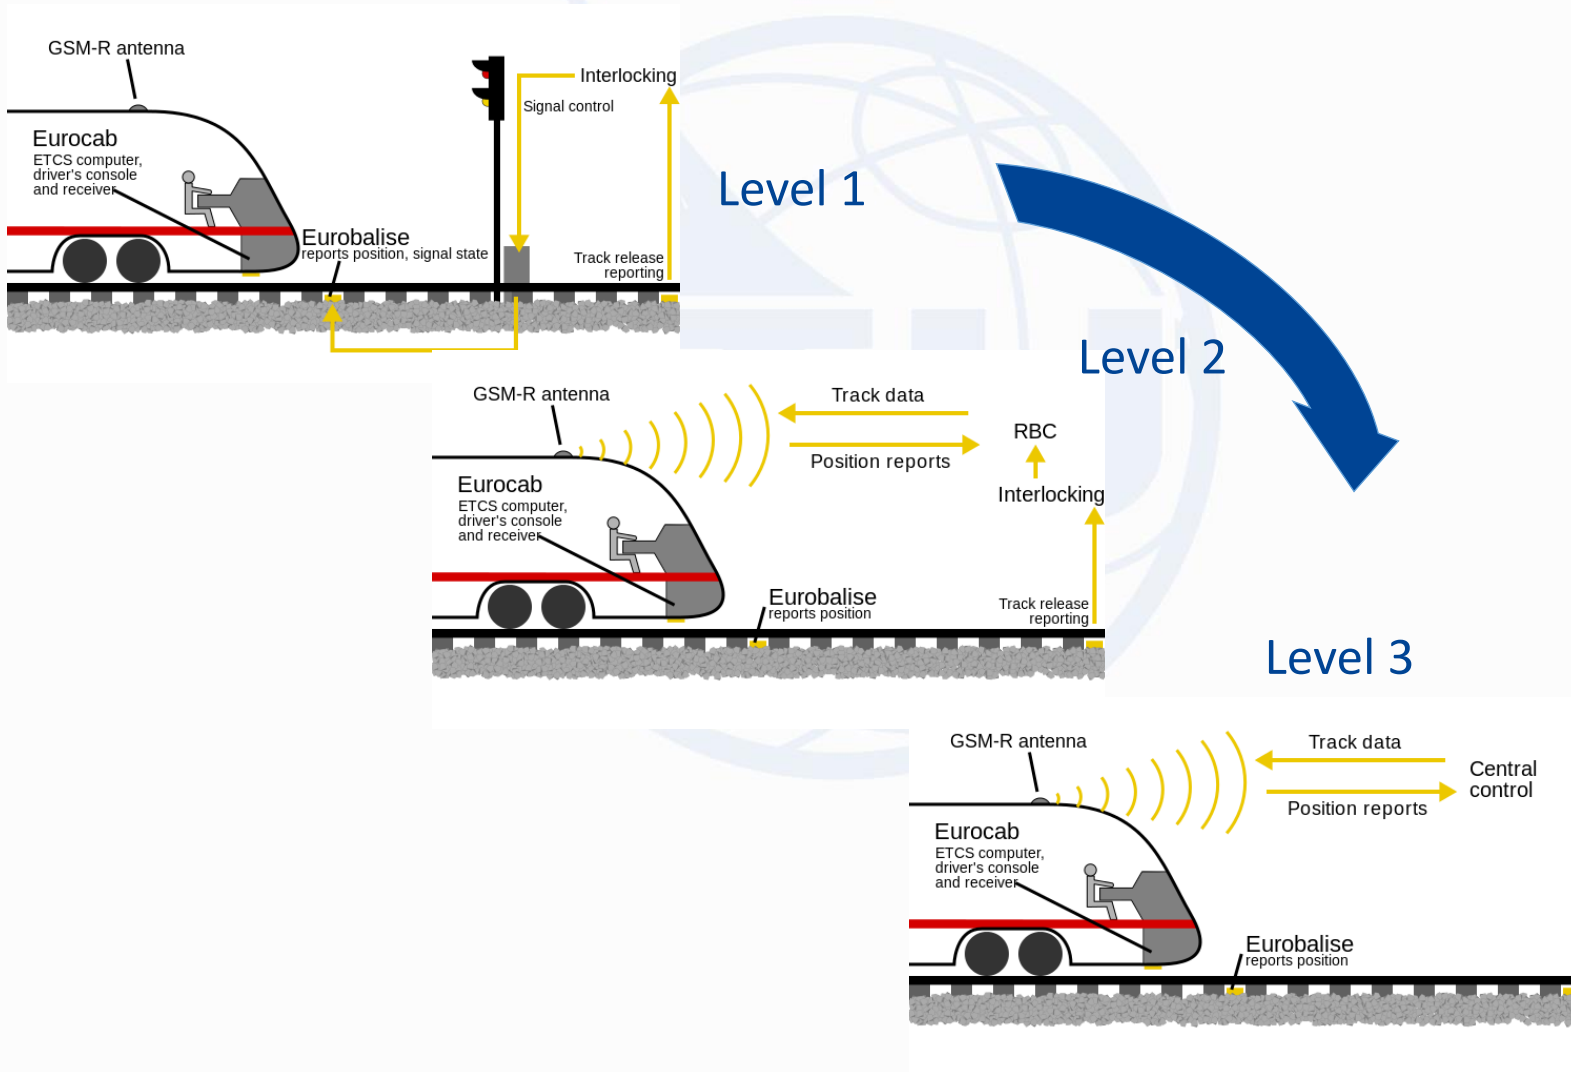 GSM-R antenna
Interlocking
Signal control
Eurocab
ETCS computer,
driver's console
and receiver
Eurobalise
reports position, signal state
Track release
reporting
Level 1
Level 2
GSM-R antenna
Track data
RBC
Position reports
Interlocking
Eurocab
ETCS computer,
driver's console
and receiver
Eurobalise
reports position
Track release
reporting
Level 3
GSM-R antenna
Track data
Central
control
Position reports
Eurocab
ETCS computer,
driver's console
and receiver
Eurobalise
reports position